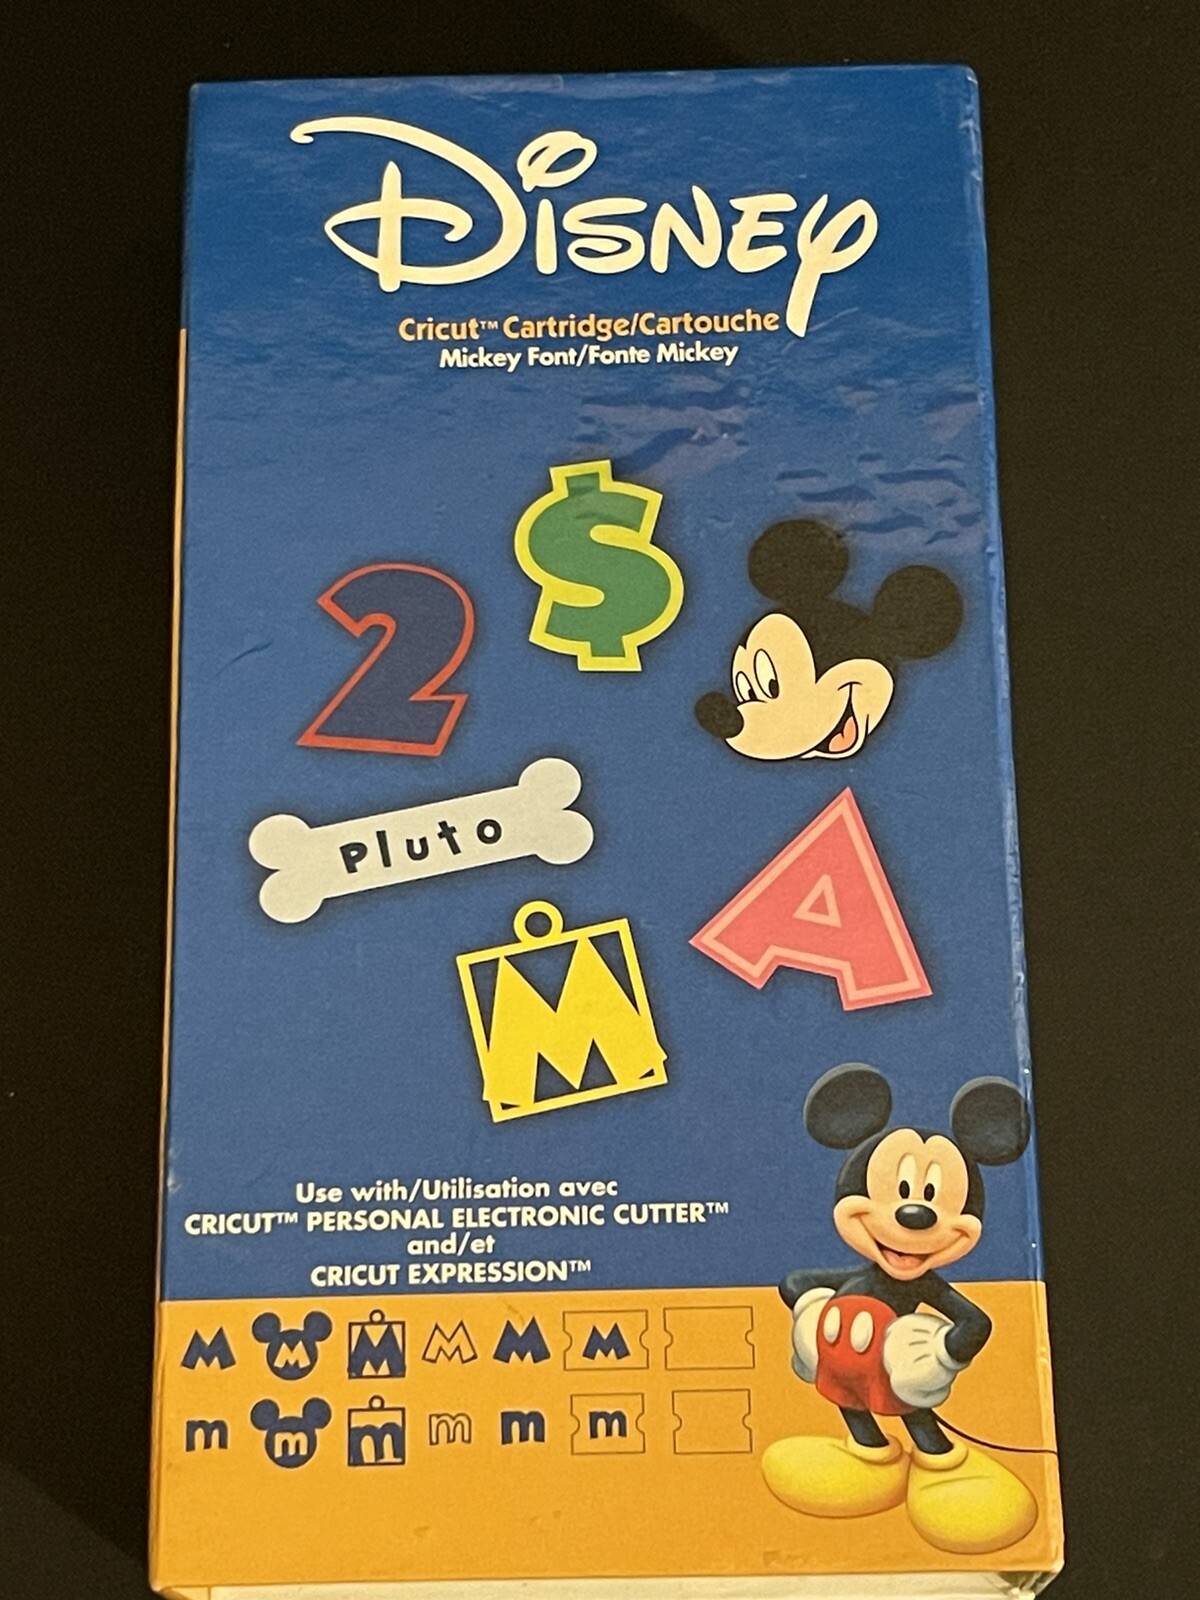 Disney
Cricut™ Cartridge/Cartouche
Mickey Font/Fonte Mickey
$
2
Pluto
A
M
Use with/Utilisation avec
CRICUT™ PERSONAL ELECTRONIC CUTTER™
and/et
CRICUT EXPRESSION™
M M M M M M
m m m m m m